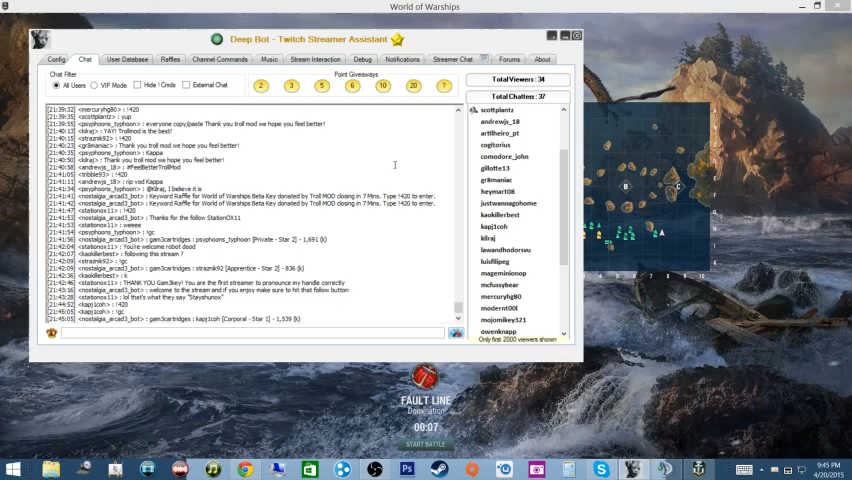 World of Warships
Deep Bot - Twitch Streamer Assistant
Config Chat User Database Raffles Channel Commands Music Stream Interaction Debug Notifications Streamer Chat Forums About
Chat Filter
All Users VIP Mode Hide ! Cmds External Chat
Point Giveaways
2 3 5 6 10 20 ?
Total Viewers: 34
Total Chatters: 37
[21:39:32] <mercuryhg80> : !420
[21:39:35] <scottplantz> : yup
[21:39:55] <psyphoons_typhoon> : everyone copy/paste Thank you troll mod we hope you feel better!
[21:40:13] <kilraj> : YAY! Trollmod is the best!
[21:40:15] <straznik92> : !420
[21:40:23] <gr8maniac> : Thank you troll mod we hope you feel better!
[21:40:35] <psyphoons_typhoon> : Kappa
[21:40:50] <kilraj> : Thank you troll mod we hope you feel better!
[21:40:58] <andrewjs_18> : #FeelBetterTrollMod
[21:41:05] <tribble93> : !420
[21:41:11] <andrewjs_18> : rip vod Kappa
[21:41:34] <psyphoons_typhoon> : @Kilraj, I believe it is
[21:41:41] <nostalgia_arcad3_bot> : Keyword Raffle for World of Warships Beta Key donated by Troll MOD closing in 7 Mins. Type !420 to enter.
[21:41:42] <nostalgia_arcad3_bot> : Keyword Raffle for World of Warships Beta Key donated by Troll MOD closing in 7 Mins. Type !420 to enter.
[21:41:47] <stationox11> : !420
[21:41:53] <nostalgia_arcad3_bot> : Thanks for the follow StationOX11
[21:41:53] <stationox11> : weeee
[21:41:54] <psyphoons_typhoon> : !gc
[21:41:56] <nostalgia_arcad3_bot> : gam3cartridges : psyphoons_typhoon [Private - Star 2] - 1,691 (k)
[21:42:04] <stationox11> : You're welcome robot dood
[21:42:07] <kaokillerbest> : following this stream ?
[21:42:08] <straznik92> : !gc
[21:42:09] <nostalgia_arcad3_bot> : gam3cartridges : straznik92 [Apprentice - Star 2] - 836 (k)
[21:42:26] <kaokillerbest> : k
[21:42:46] <stationox11> : THANK YOU Gam3key! You are the first streamer to pronounce my handle correctly
[21:43:16] <nostalgia_arcad3_bot> : welcome to the stream and if you enjoy make sure to hit that follow button
[21:43:28] <stationox11> : lol that's what they say "Stayshunox"
[21:44:52] <kapj1coh> : !420
[21:45:01] <kapj1coh> : !gc
[21:45:05] <nostalgia_arcad3_bot> : gam3cartridges : kapj1coh [Corporal - Star 1] - 1,539 (k)
scottplantz
andrewjs_18
artilheiro_pt
cogitorius
comodore_john
gillotte13
gr8maniac
heymart08
justwannagohome
kaokillerbest
kapj1coh
kilraj
lawandhodorsvu
luisfilipeg
mageminionop
mcfussybear
mercuryhg80
modernt00l
mojomikey321
owenknapp
Only first 2000 viewers shown
B C
FAULT LINE
Domination
00:07
START BATTLE
9:45 PM
4/20/2015